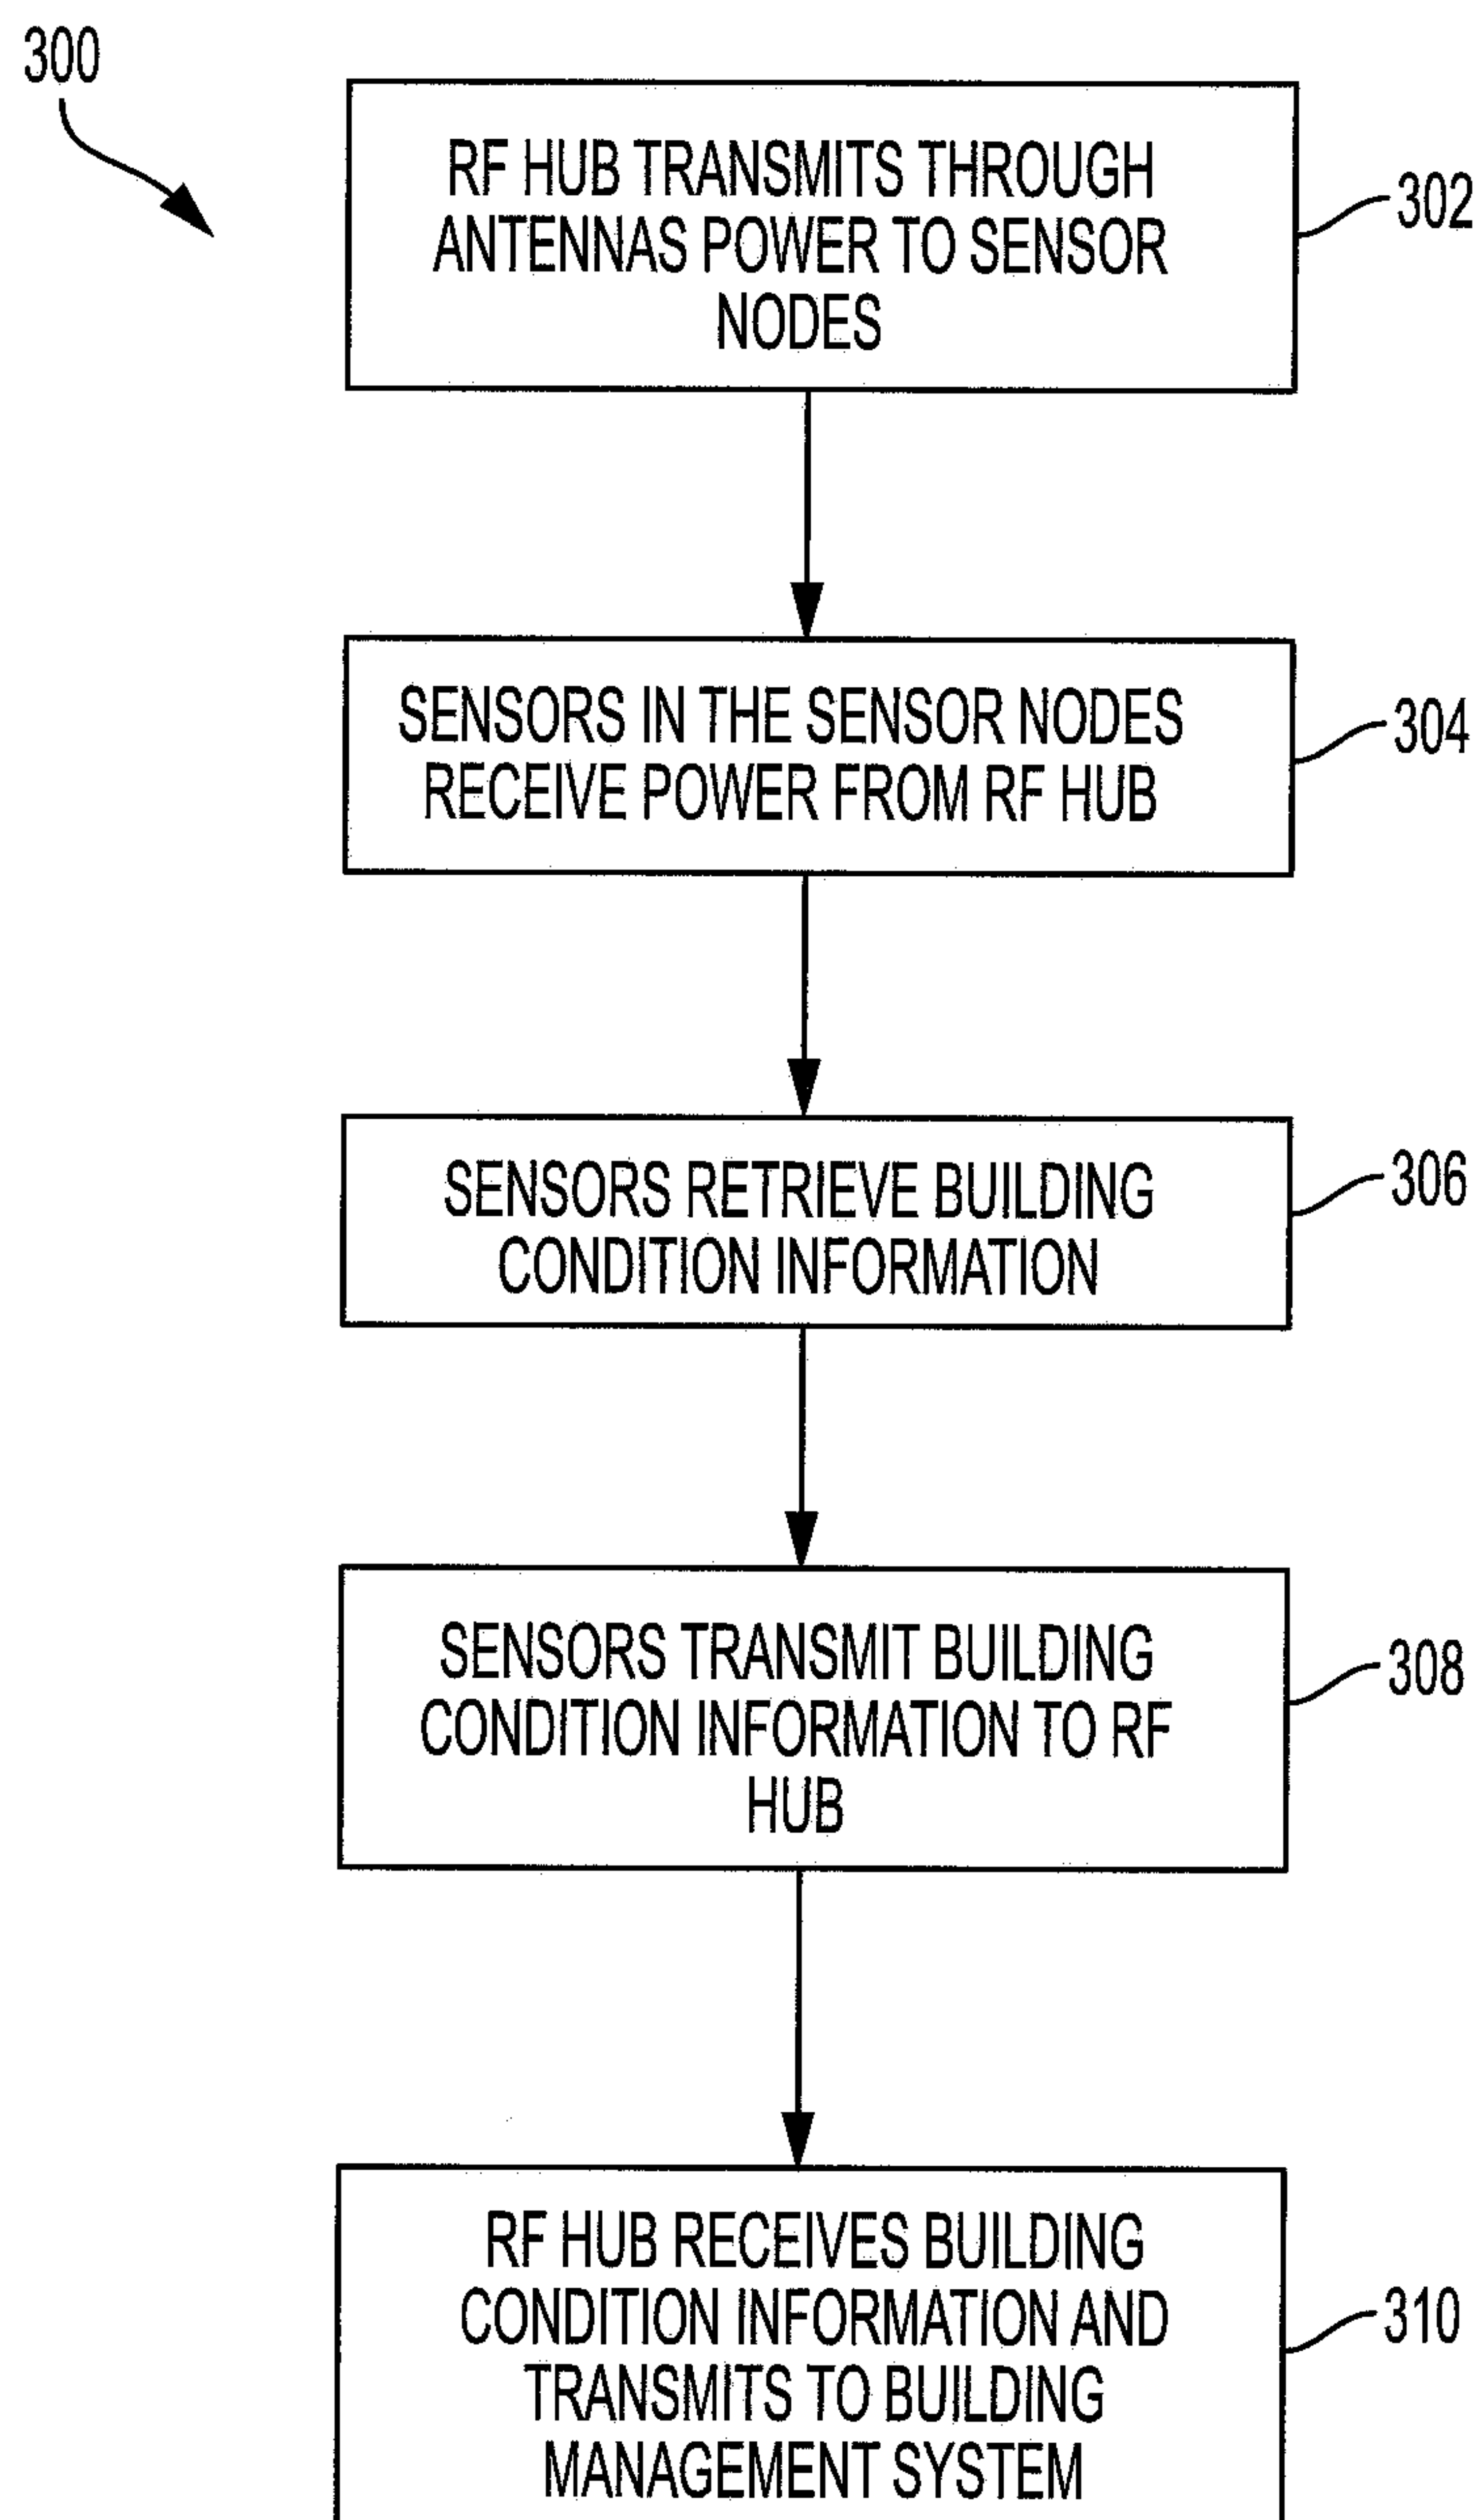 300
RF HUB TRANSMITS THROUGH
ANTENNAS POWER TO SENSOR
NODES
302
SENSORS IN THE SENSOR NODES
RECEIVE POWER FROM RF HUB
304
SENSORS RETRIEVE BUILDING
CONDITION INFORMATION
306
SENSORS TRANSMIT BUILDING
CONDITION INFORMATION TO RF
HUB
308
RF HUB RECEIVES BUILDING
CONDITION INFORMATION AND
TRANSMITS TO BUILDING
MANAGEMENT SYSTEM
310